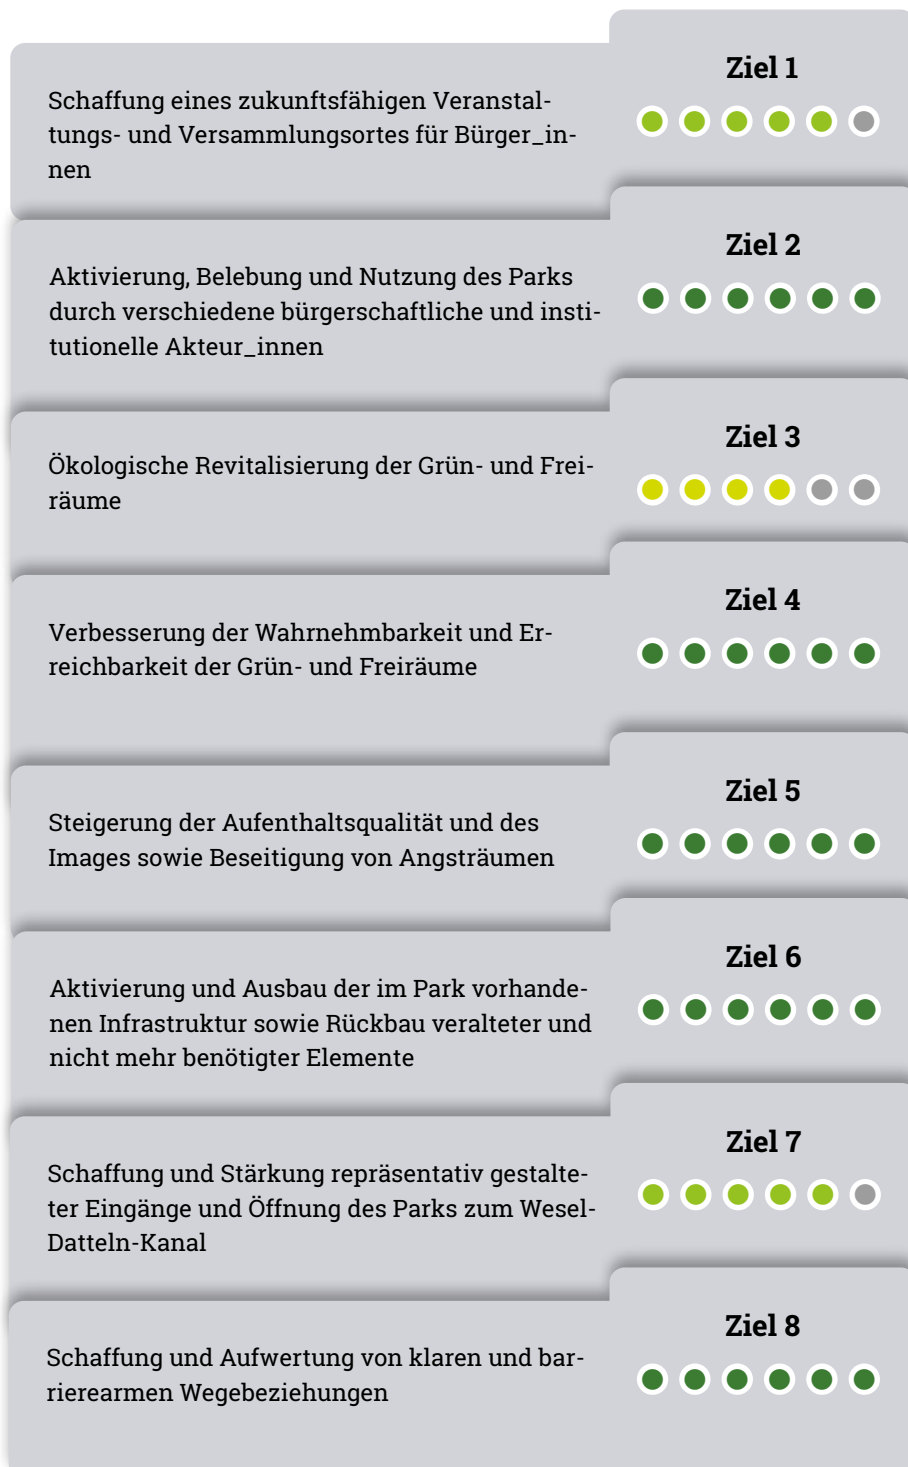 Ziel 1
Schaffung eines zukunftsfähigen Veranstal-
tungs- und Versammlungsortes für Bürger_in-
nen
Ziel 2
Aktivierung, Belebung und Nutzung des Parks
durch verschiedene bürgerschaftliche und insti-
tutionelle Akteur_innen
Ziel 3
Ökologische Revitalisierung der Grün- und Frei-
räume
Ziel 4
Verbesserung der Wahrnehmbarkeit und Er-
reichbarkeit der Grün- und Freiräume
Ziel 5
Steigerung der Aufenthaltsqualität und des
Images sowie Beseitigung von Angsträumen
Ziel 6
Aktivierung und Ausbau der im Park vorhande-
nen Infrastruktur sowie Rückbau veralteter und
nicht mehr benötigter Elemente
Ziel 7
Schaffung und Stärkung repräsentativ gestalte-
ter Eingänge und Öffnung des Parks zum Wesel-
Datteln-Kanal
Ziel 8
Schaffung und Aufwertung von klaren und bar-
rierearmen Wegebeziehungen